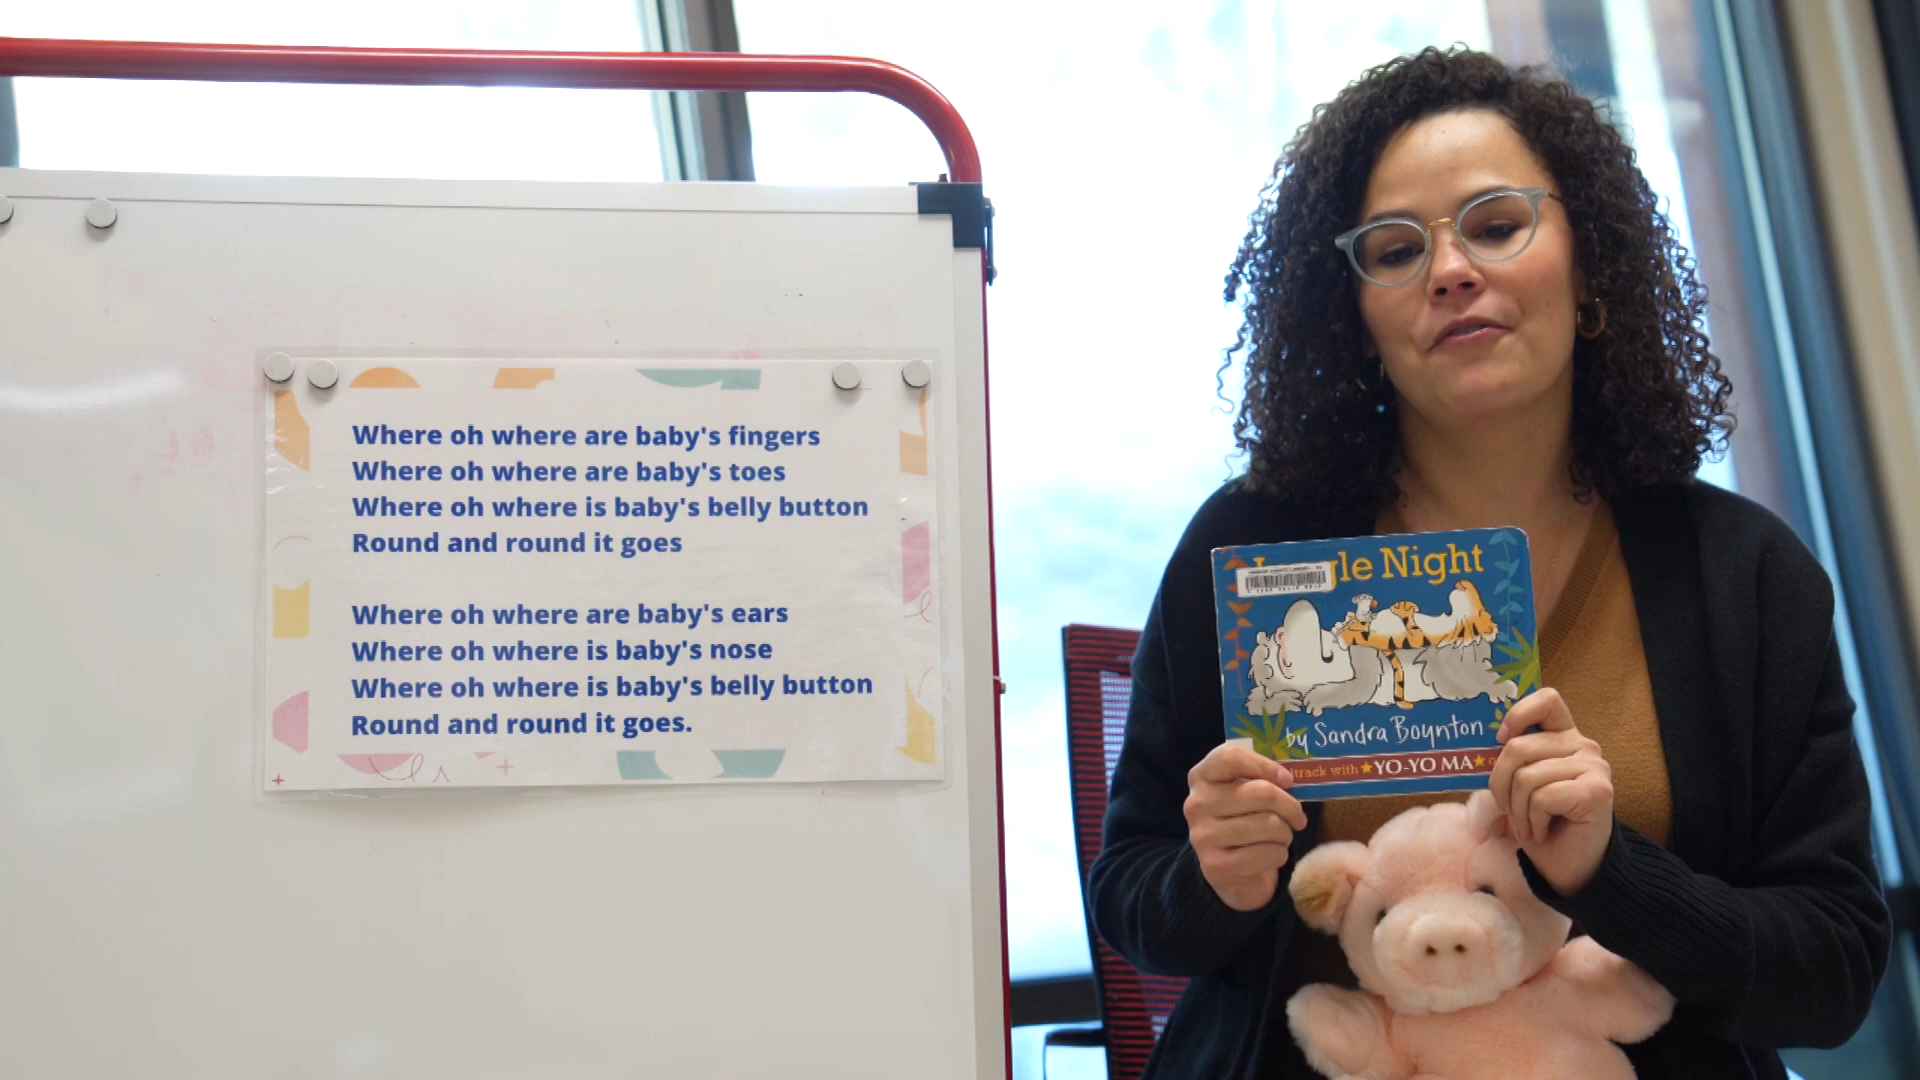 Where oh where are baby's fingers
Where oh where are baby's toes
Where oh where is baby's belly button
Round and round it goes
Where oh where are baby's ears
Where oh where is baby's nose
Where oh where is baby's belly button
Round and round it goes.
Night
by Sandra Boynton
with ★YO-YO MA★